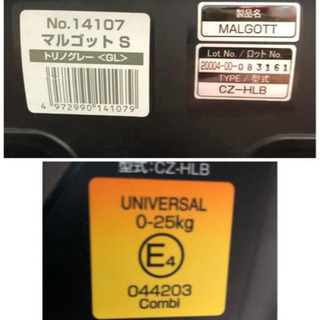 No.14107
マルゴット S
トリノグレー <GL>
4 972990 141079
製品名
MALGOTT
Lot No. / ロット No.
20004-00-083161
TYPE / 型式
CZ-HLB
型式:CZ-HLB
UNIVERSAL
0-25kg
E4
044203
Combi